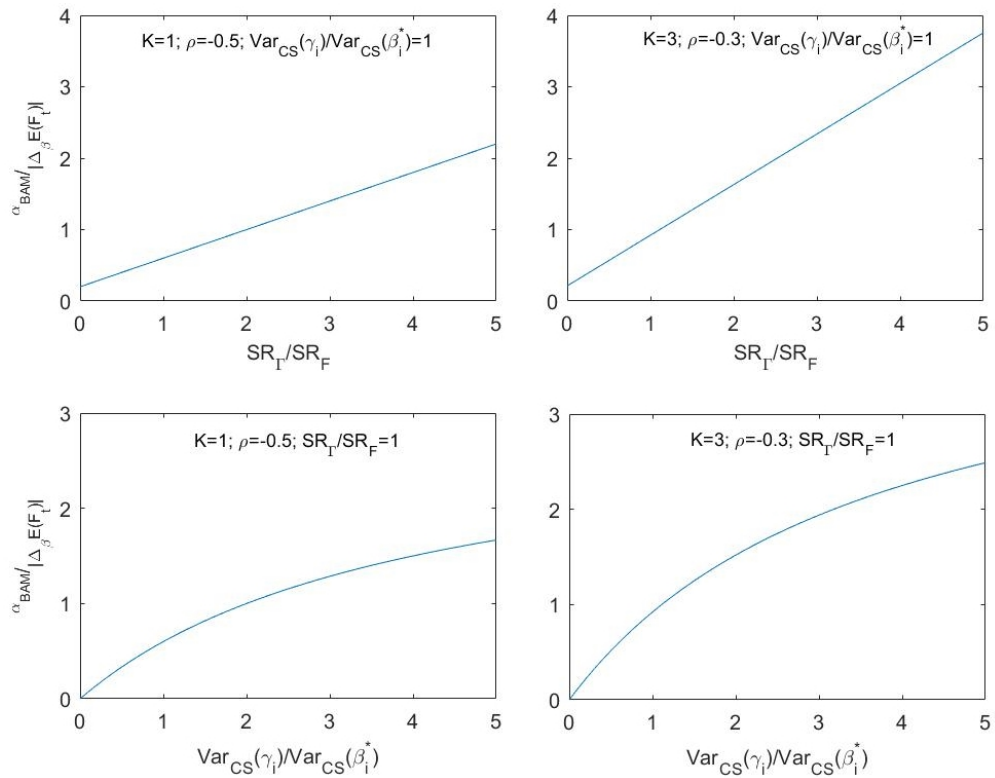 K=1; ρ=-0.5; Var_CS(γ_i)/Var_CS(β_i^*)=1
α_BAM/|Δ_β E(F_t)|
4
3
2
1
0
0 1 2 3 4 5
SR_Γ/SR_F
K=3; ρ=-0.3; Var_CS(γ_i)/Var_CS(β_i^*)=1
4
3
2
1
0
0 1 2 3 4 5
SR_Γ/SR_F
K=1; ρ=-0.5; SR_Γ/SR_F=1
α_BAM/|Δ_β E(F_t)|
3
2
1
0
0 1 2 3 4 5
Var_CS(γ_i)/Var_CS(β_i^*)
K=3; ρ=-0.3; SR_Γ/SR_F=1
3
2
1
0
0 1 2 3 4 5
Var_CS(γ_i)/Var_CS(β_i^*)